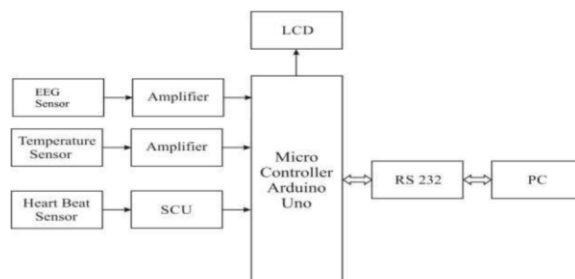 LCD
EEG
Sensor
Amplifier
Temperature
Sensor
Amplifier
Heart Beat
Sensor
SCU
Micro
Controller
Arduino
Uno
RS 232
PC